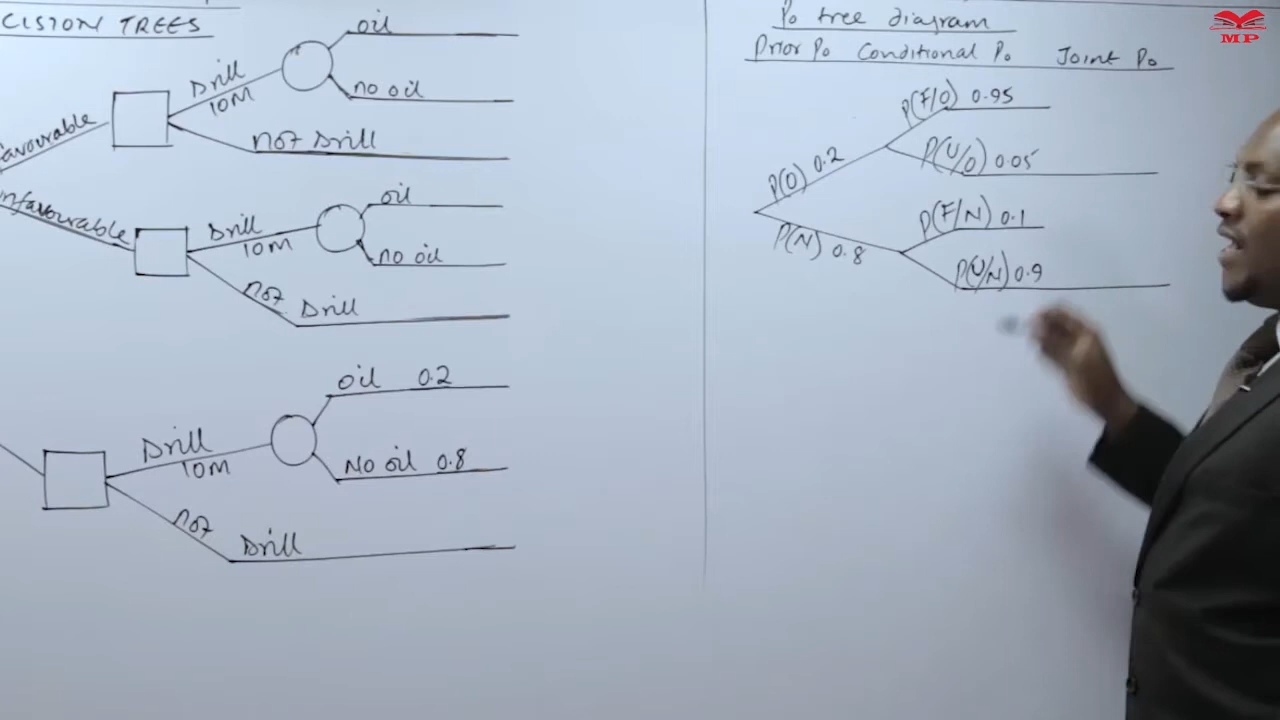 CISION TREES
favourable
Drill
10M
oil
no oil
not Drill
nfavourable
Drill
10M
oil
no oil
not Drill
Drill
10M
oil 0.2
No oil 0.8
not Drill
Po tree diagram
Prior Po Conditional Po Joint Po
P(O) 0.2
P(F/O) 0.95
P(U/O) 0.05
P(N) 0.8
P(F/N) 0.1
P(U/N) 0.9
MP